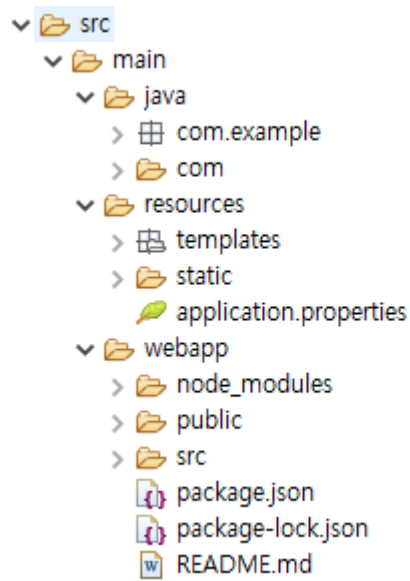 src
main
java
com.example
com
resources
templates
static
application.properties
webapp
node_modules
public
src
package.json
package-lock.json
README.md